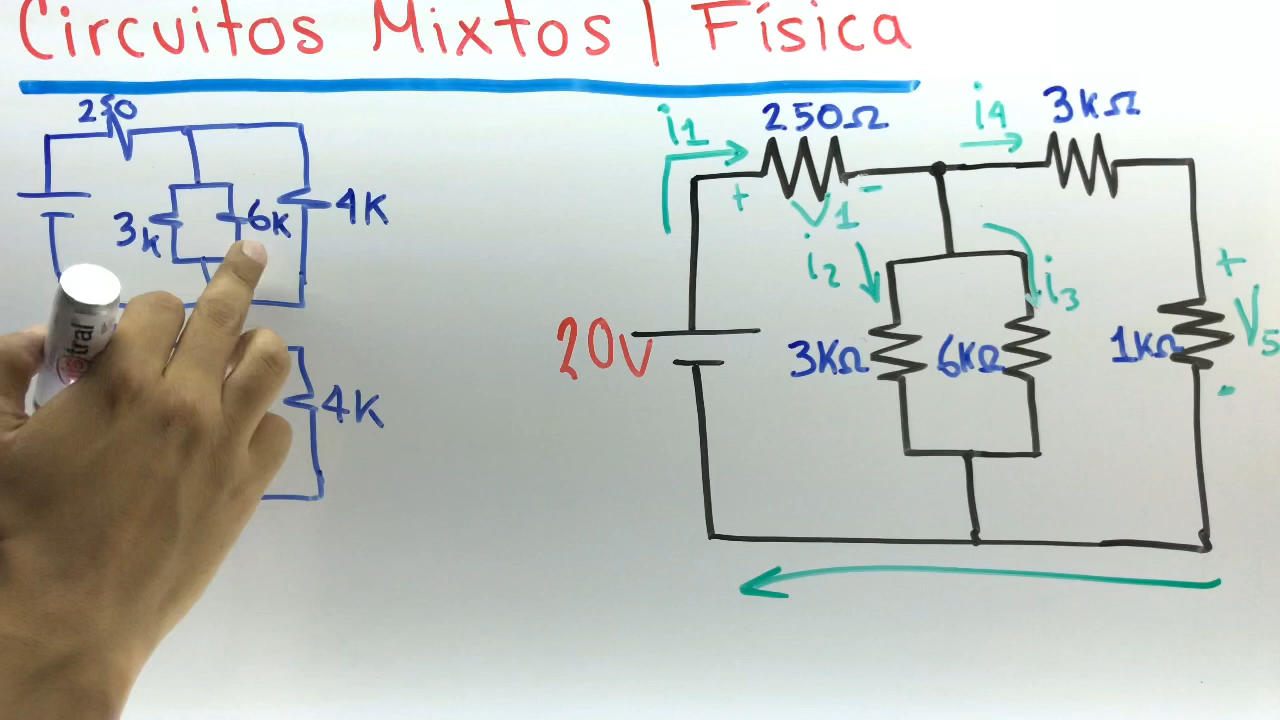 Circuitos Mixtos | Física
250
3K
6K
4K
4K
i1
250Ω
i4
3KΩ
+
V1
-
i2
i3
+
V5
-
20V
3KΩ
6KΩ
1KΩ